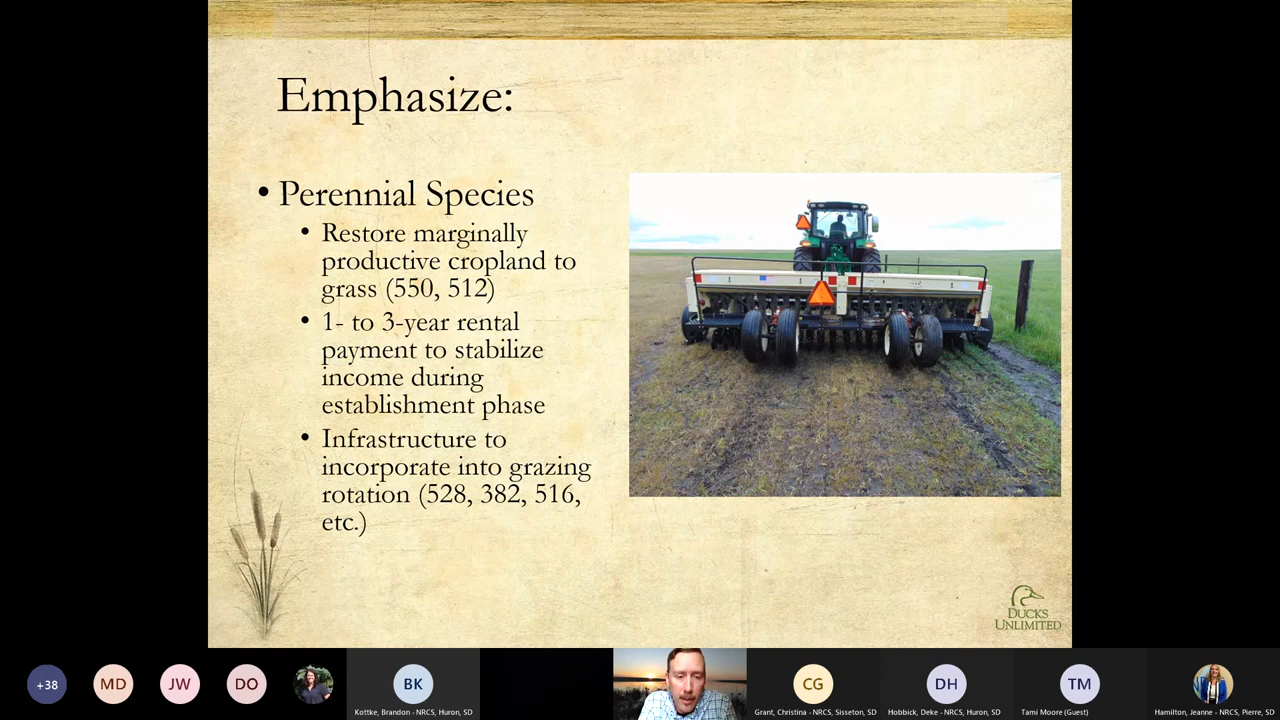 Emphasize:
• Perennial Species
• Restore marginally
productive cropland to
grass (550, 512)
• 1- to 3-year rental
payment to stabilize
income during
establishment phase
• Infrastructure to
incorporate into grazing
rotation (528, 382, 516,
etc.)
DUCKS
UNLIMITED
+38
MD
JW
DO
BK
CG
DH
TM
Kottke, Brandon - NRCS, Huron, SD
Grant, Christina - NRCS, Sisseton, SD
Hobbick, Deke - NRCS, Huron, SD
Tami Moore (Guest)
Hamilton, Jeanne - NRCS, Pierre, SD